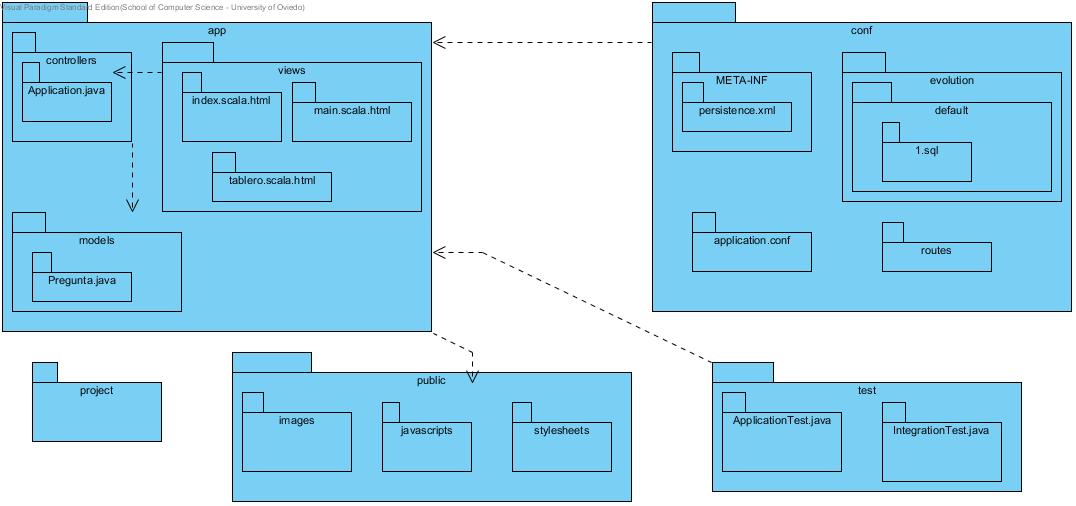 Visual Paradigm Standard Edition(School of Computer Science - University of Oviedo)
app
conf
controllers
Application.java
views
index.scala.html
main.scala.html
tablero.scala.html
models
Pregunta.java
META-INF
persistence.xml
evolution
default
1.sql
application.conf
routes
project
public
images
javascripts
stylesheets
test
ApplicationTest.java
IntegrationTest.java